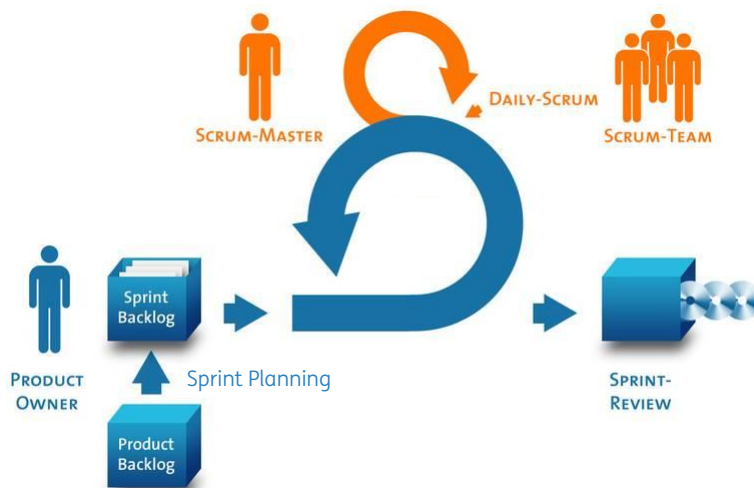 DAILY-SCRUM
SCRUM-MASTER
SCRUM-TEAM
Sprint
Backlog
PRODUCT
OWNER
Sprint Planning
SPRINT-
REVIEW
Product
Backlog